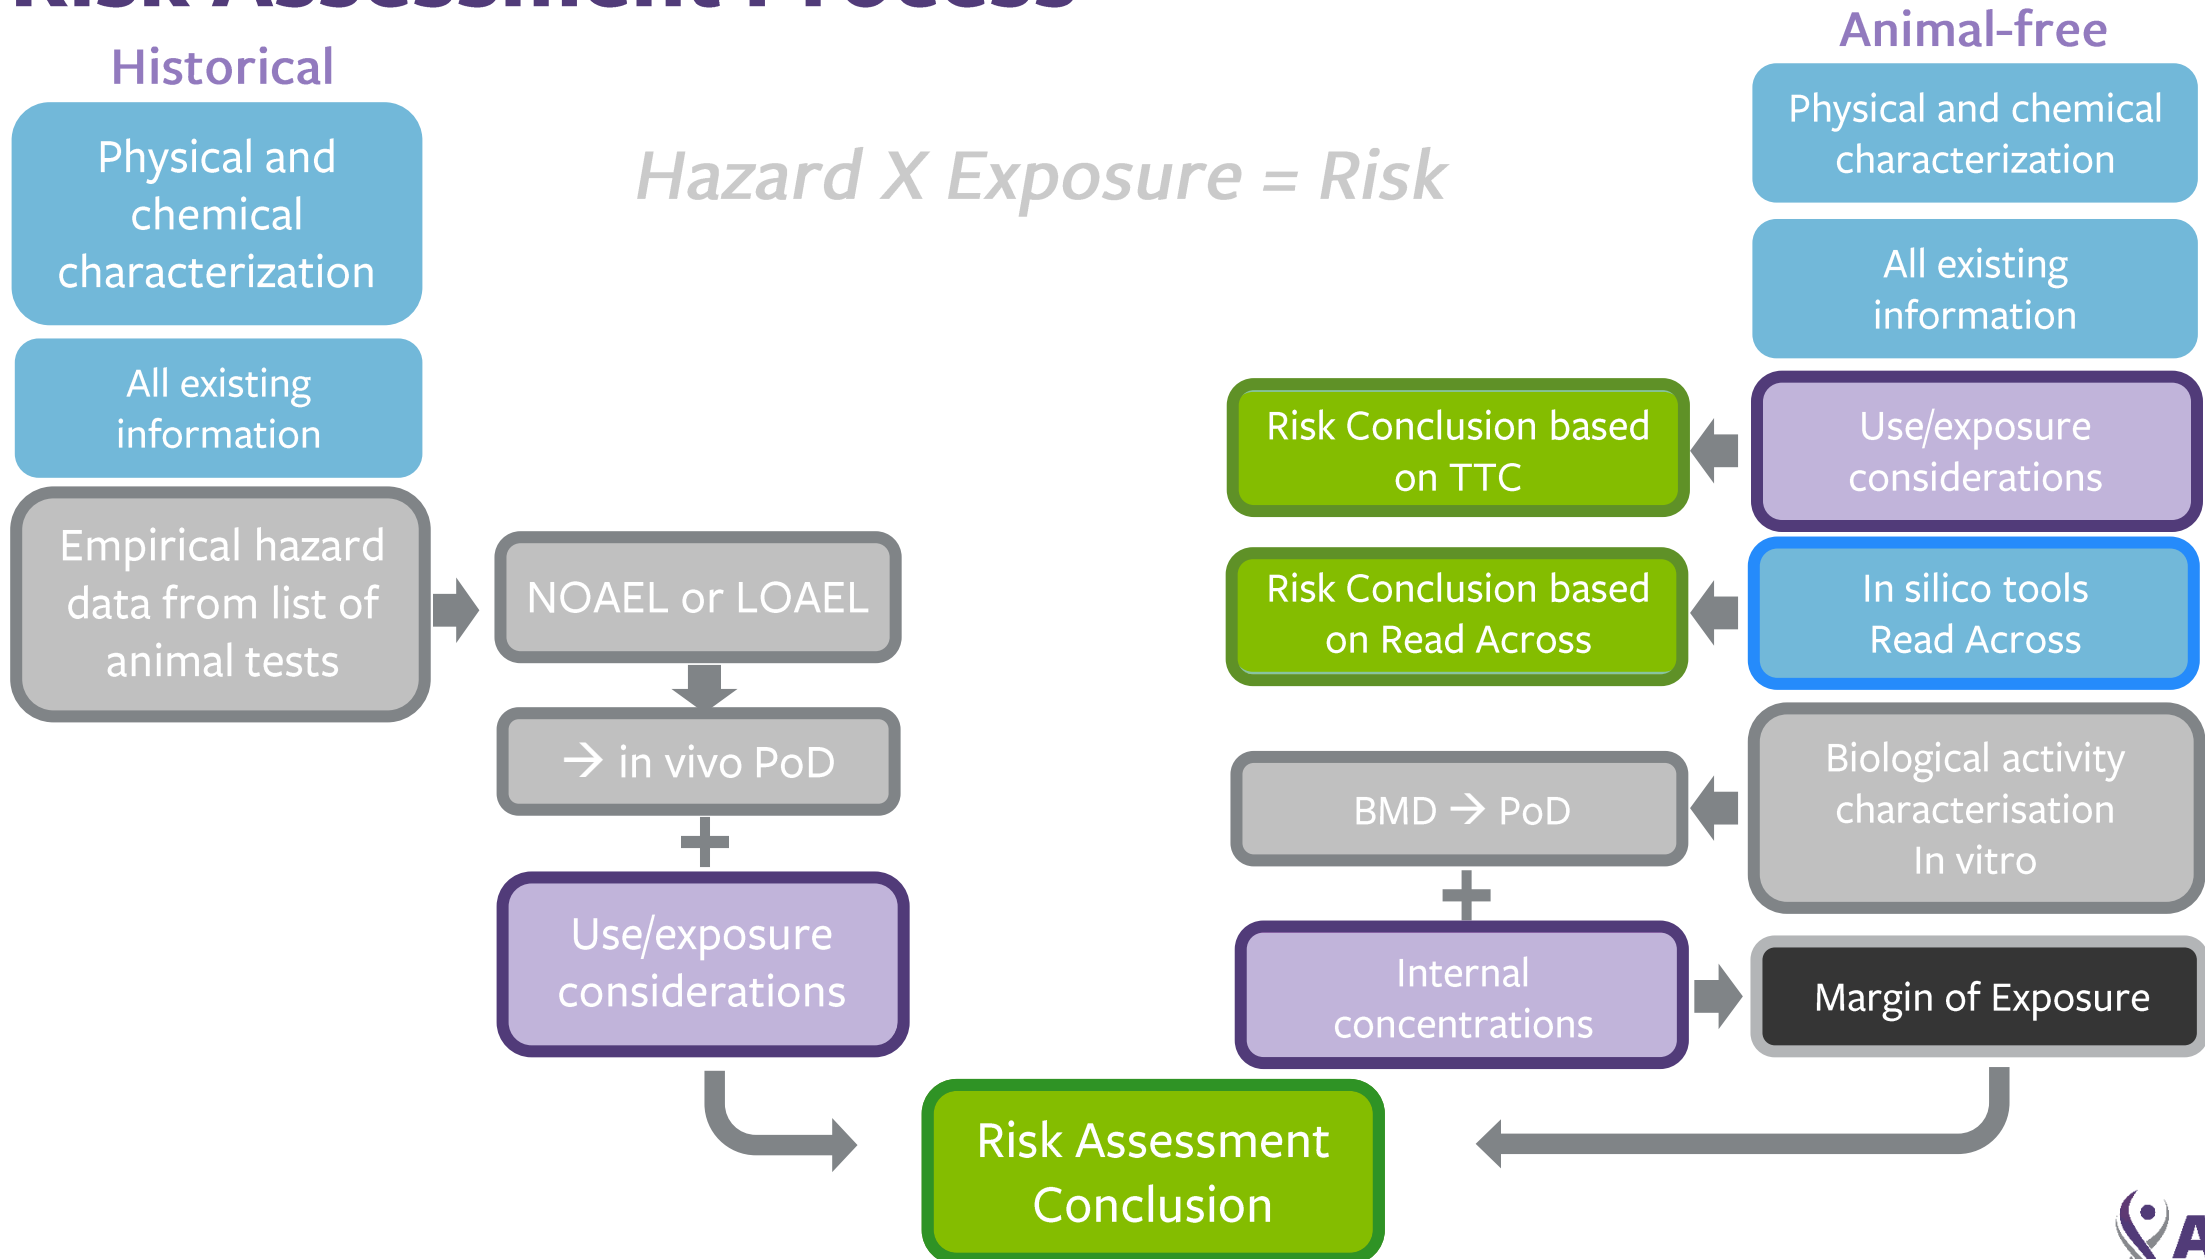 Risk Assessment Process
Historical
Physical and
chemical
characterization
All existing
information
Empirical hazard
data from list of
animal tests
NOAEL or LOAEL
→ in vivo PoD
Use/exposure
considerations
Hazard X Exposure = Risk
Animal-free
Physical and chemical
characterization
All existing
information
Use/exposure
considerations
Risk Conclusion based
on TTC
In silico tools
Read Across
Risk Conclusion based
on Read Across
Biological activity
characterisation
In vitro
BMD → PoD
Internal
concentrations
Margin of Exposure
Risk Assessment
Conclusion
A